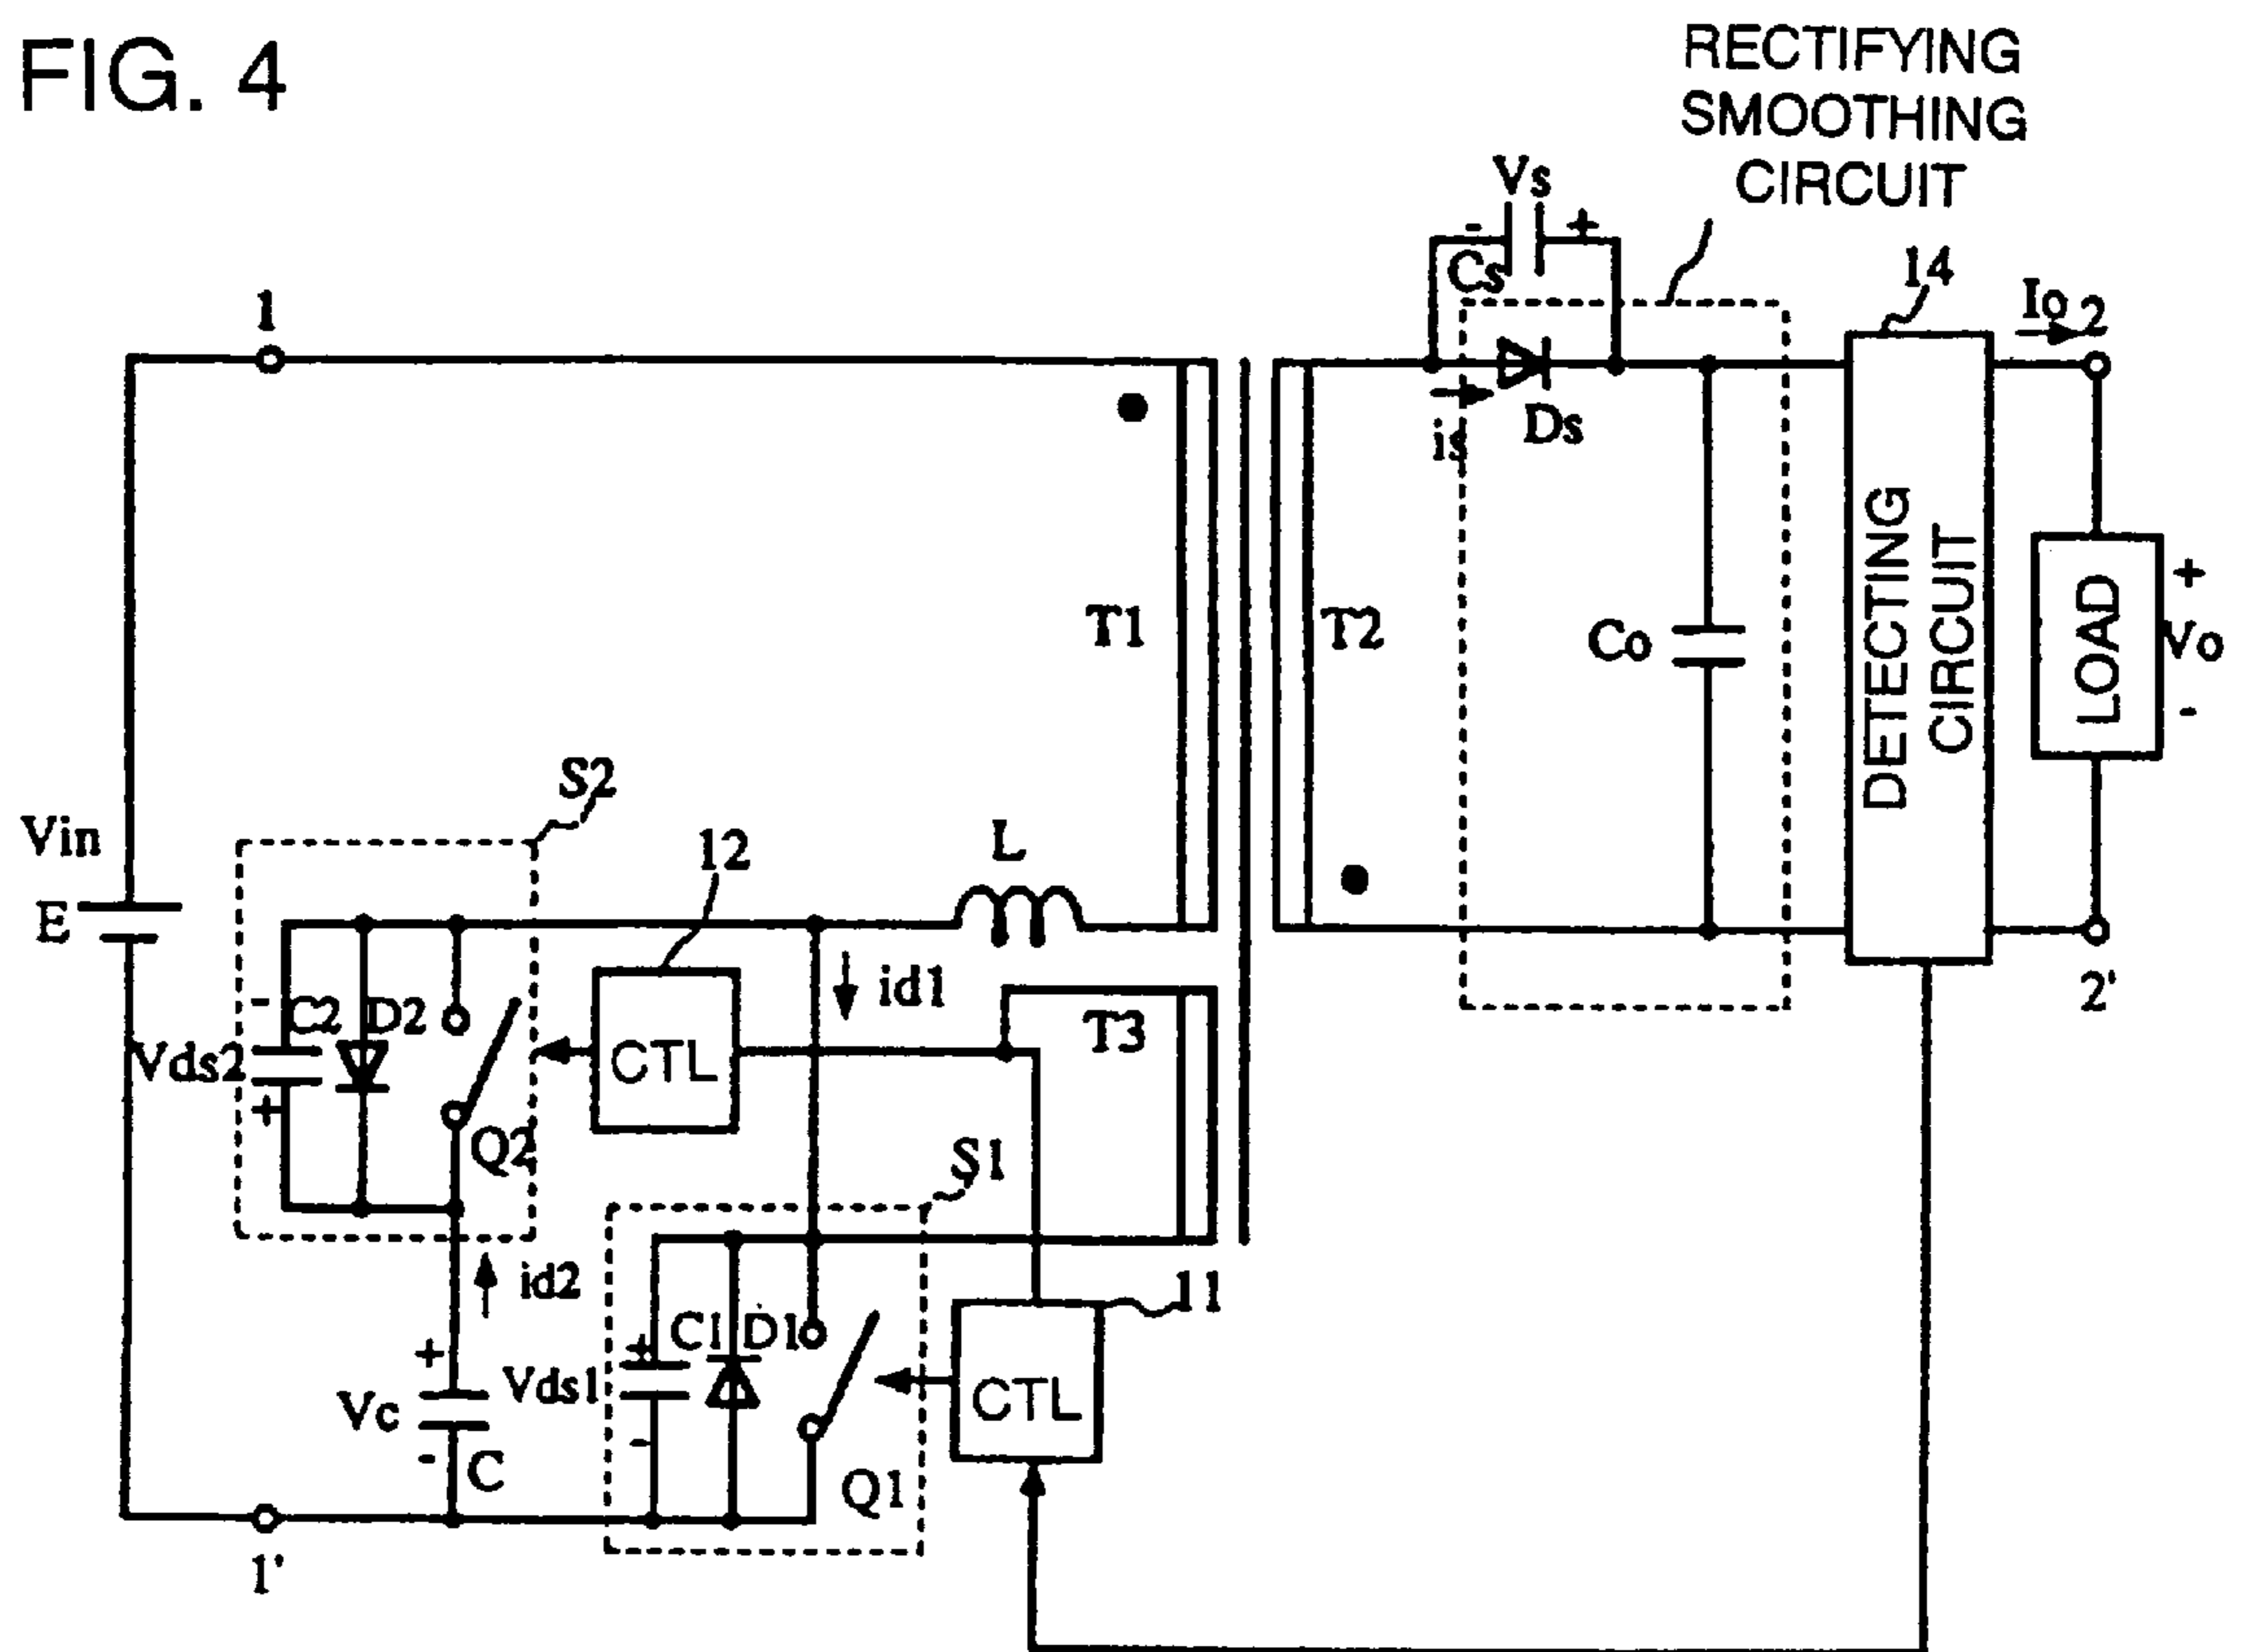 FIG. 4
RECTIFYING
SMOOTHING
CIRCUIT
Vs
- +
Cs
14
Io 2
1
is
Ds
T1
T2
Co
DETECTING
CIRCUIT
LOAD
+
Vo
-
S2
Vin
E
12
L
id1
T3
2'
- C2 D2
Vds2
+
CTL
Q2
S1
id2
11
+
Vc
-
C
+
C1 D1
Vds1
-
CTL
Q1
1'